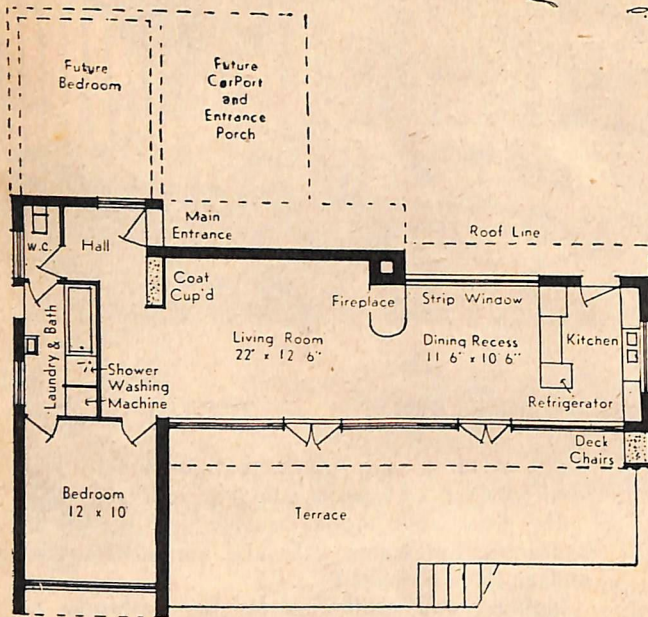 Future
Bedroom
Future
CarPort
and
Entrance
Porch
Main
Entrance
Roof Line
W.C.
Hall
Coat
Cup'd
Fireplace
Strip Window
Laundry & Bath
Living Room
22' x 12' 6"
Dining Recess
11' 6" x 10' 6"
Kitchen
Shower
Washing
Machine
Refrigerator
Deck
Chairs
Bedroom
12 x 10
Terrace